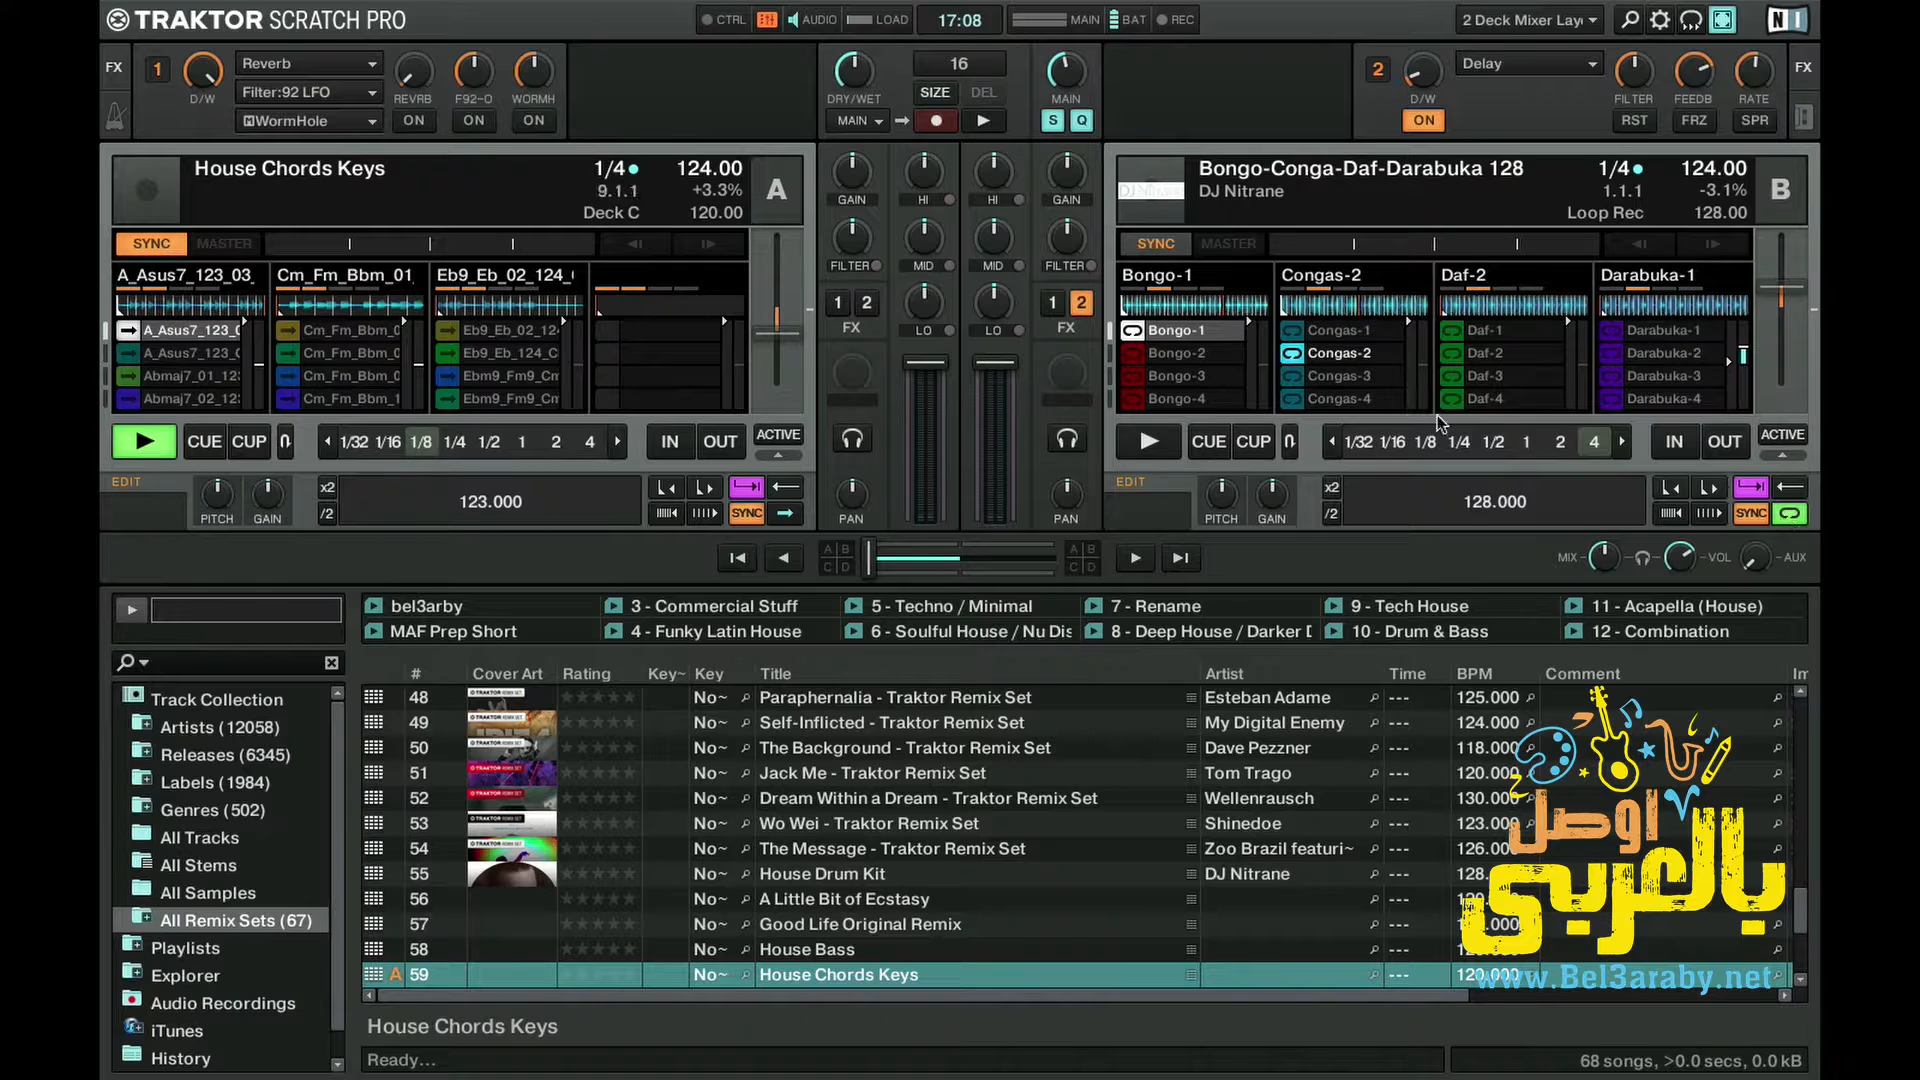 TRAKTOR SCRATCH PRO
CTRL AUDIO LOAD 17:08 MAIN BAT REC
2 Deck Mixer Lay
FX 1 D/W Reverb
Filter:92 LFO
WormHole
REVRB F92-O WORMH
ON ON ON
DRY/WET 16 MAIN
SIZE DEL
MAIN S Q
2 D/W Delay FILTER FEEDB RATE FX
ON RST FRZ SPR
House Chords Keys 1/4 124.00 A
9.1.1 +3.3%
Deck C 120.00
SYNC MASTER
A_Asus7_123_03 Cm_Fm_Bbm_01 Eb9_Eb_02_124_
A_Asus7_123_0 Cm_Fm_Bbm_0 Eb9_Eb_02_12
A_Asus7_123_0 Cm_Fm_Bbm_0 Eb9_Eb_124_C
Abmaj7_01_12 Cm_Fm_Bbm_0 Ebm9_Fm9_Cm
Abmaj7_02_12 Cm_Fm_Bbm_1 Ebm9_Fm9_Cm
CUE CUP 1/32 1/16 1/8 1/4 1/2 1 2 4 IN OUT ACTIVE
EDIT PITCH GAIN x2 /2 123.000 SYNC
GAIN HI HI GAIN
FILTER MID MID FILTER
1 2 LO LO 1 2
FX FX
PAN PAN
Bongo-Conga-Daf-Darabuka 128 1/4 124.00 B
DJ Nitrane 1.1.1 -3.1%
Loop Rec 128.00
SYNC MASTER
Bongo-1 Congas-2 Daf-2 Darabuka-1
Bongo-1 Congas-1 Daf-1 Darabuka-1
Bongo-2 Congas-2 Daf-2 Darabuka-2
Bongo-3 Congas-3 Daf-3 Darabuka-3
Bongo-4 Congas-4 Daf-4 Darabuka-4
CUE CUP 1/32 1/16 1/8 1/4 1/2 1 2 4 IN OUT ACTIVE
EDIT PITCH GAIN x2 /2 128.000 SYNC
A B C D A B C D
MIX VOL AUX
bel3arby 3 - Commercial Stuff 5 - Techno / Minimal 7 - Rename 9 - Tech House 11 - Acapella (House)
MAF Prep Short 4 - Funky Latin House 6 - Soulful House / Nu Dis 8 - Deep House / Darker 10 - Drum & Bass 12 - Combination
Track Collection
Artists (12058)
Releases (6345)
Labels (1984)
Genres (502)
All Tracks
All Stems
All Samples
All Remix Sets (67)
Playlists
Explorer
Audio Recordings
iTunes
History
# Cover Art Rating Key~ Key Title Artist Time BPM Comment Im
48 No~ Paraphernalia - Traktor Remix Set Esteban Adame --- 125.000
49 No~ Self-Inflicted - Traktor Remix Set My Digital Enemy --- 124.000
50 No~ The Background - Traktor Remix Set Dave Pezzner --- 118.000
51 No~ Jack Me - Traktor Remix Set Tom Trago --- 120.000
52 No~ Dream Within a Dream - Traktor Remix Set Wellenrausch --- 130.000
53 No~ Wo Wei - Traktor Remix Set Shinedoe --- 123.000
54 No~ The Message - Traktor Remix Set Zoo Brazil featuri~ --- 126.000
55 No~ House Drum Kit DJ Nitrane --- 128.
56 No~ A Little Bit of Ecstasy ---
57 No~ Good Life Original Remix ---
58 No~ House Bass ---
A 59 No~ House Chords Keys --- 120.000
اوصل
بالعربى
www.Bel3araby.net
House Chords Keys
Ready...
68 songs, >0.0 secs, 0.0 kB